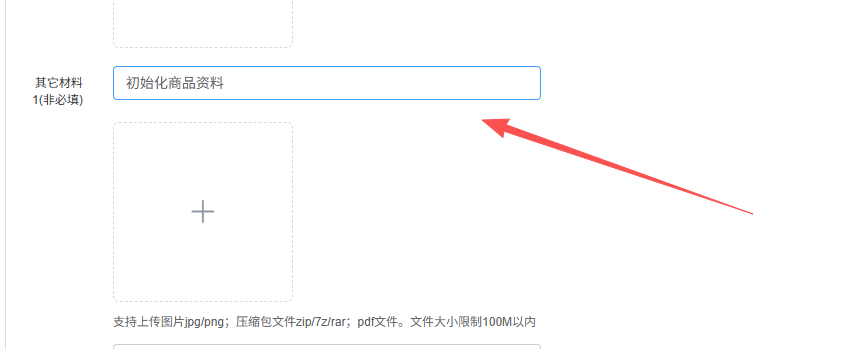 其它材料
1(非必填)
初始化商品资料
支持上传图片jpg/png；压缩包文件zip/7z/rar；pdf文件。文件大小限制100M以内